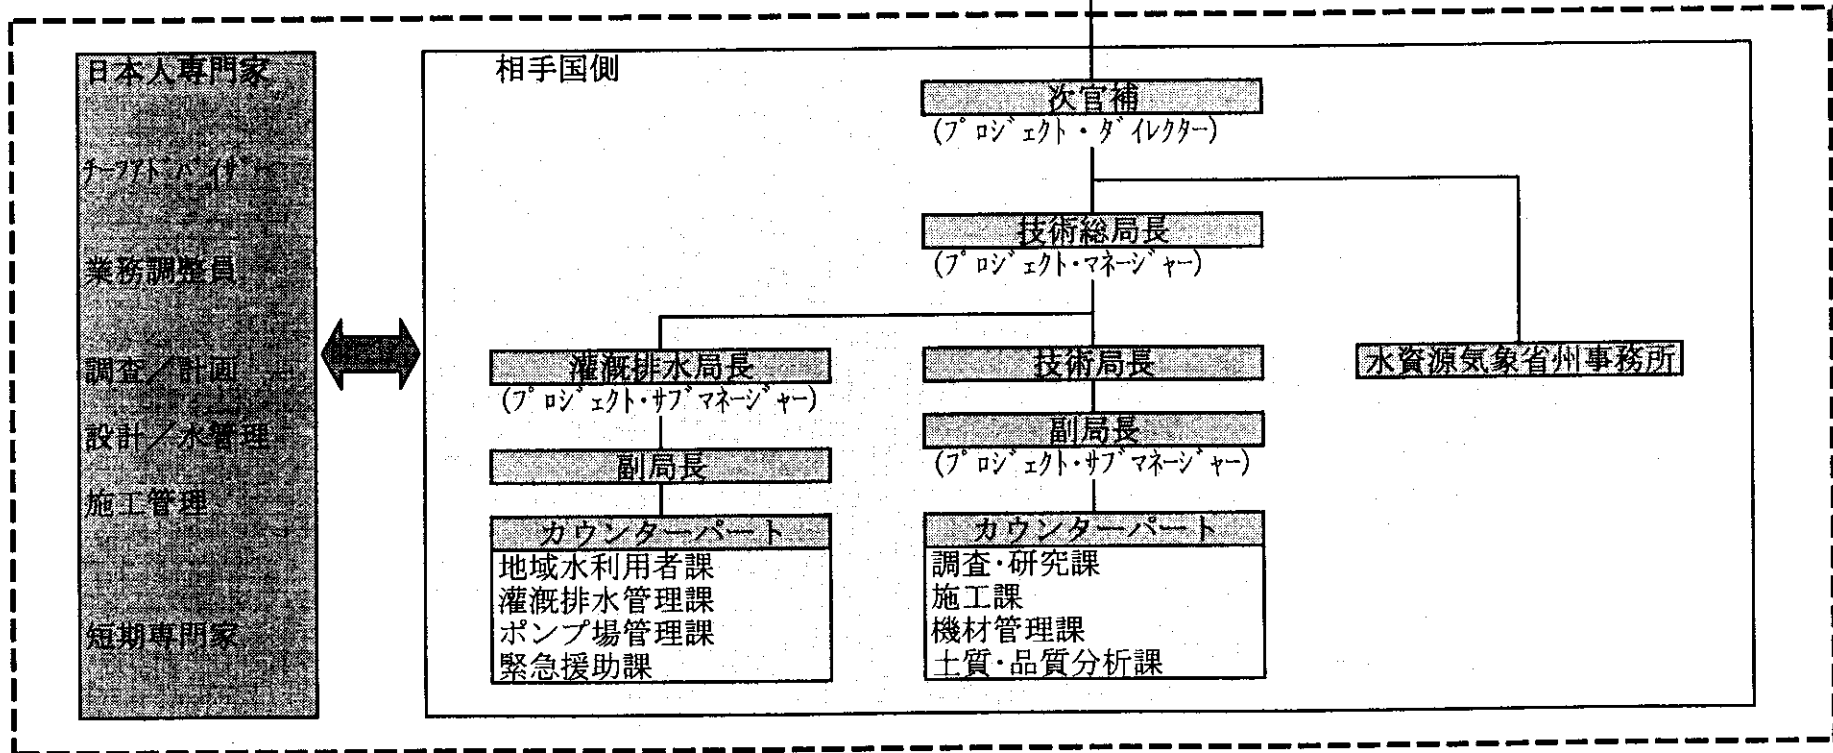 日本人専門家
チーフアドバイザー
業務調整員
調査／計画
設計／水管理
施工管理
短期専門家
相手国側
次官補
(プロジェクト・ダイレクター)
技術総局長
(プロジェクト・マネージャー)
灌漑排水局長
(プロジェクト・サブマネージャー)
副局長
カウンターパート
地域水利用者課
灌漑排水管理課
ポンプ場管理課
緊急援助課
技術局長
副局長
(プロジェクト・サブマネージャー)
カウンターパート
調査・研究課
施工課
機材管理課
土質・品質分析課
水資源気象省州事務所